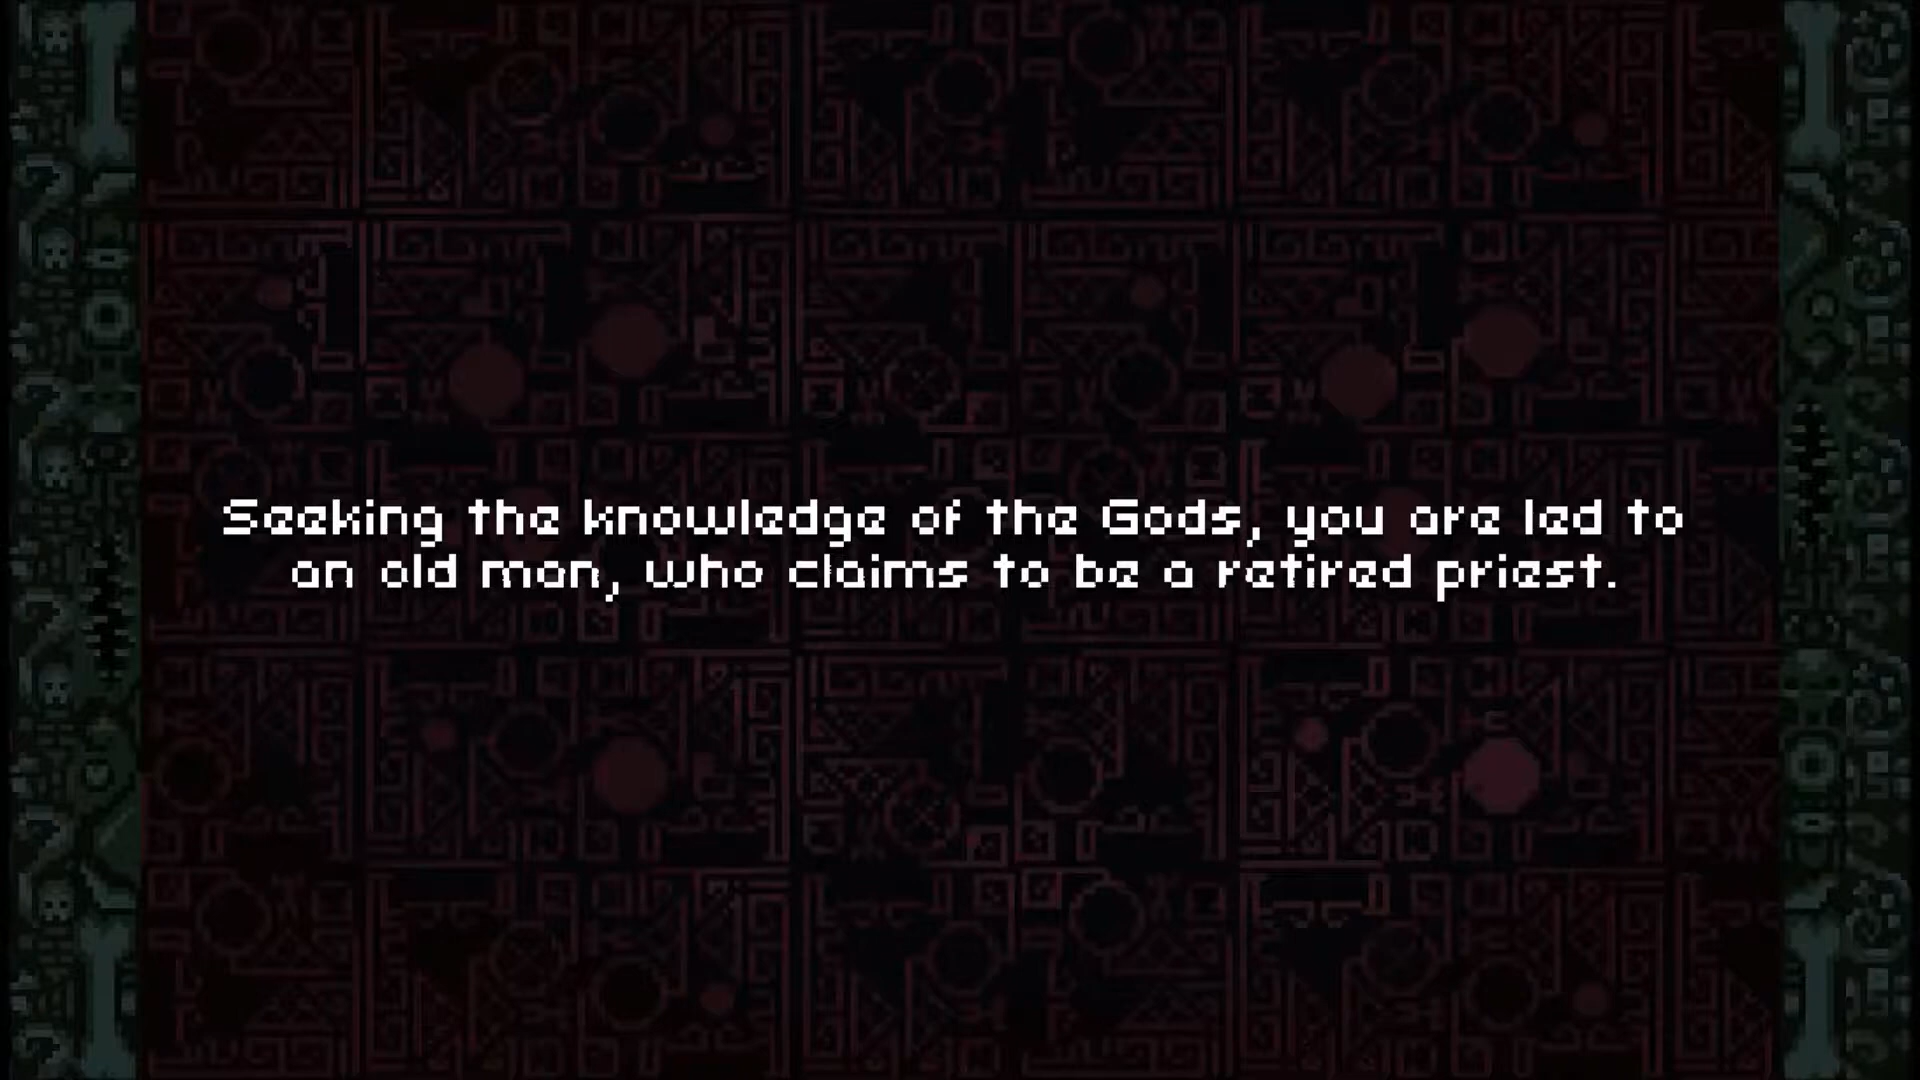 Seeking the knowledge of the Gods, you are led to
an old man, who claims to be a retired priest.